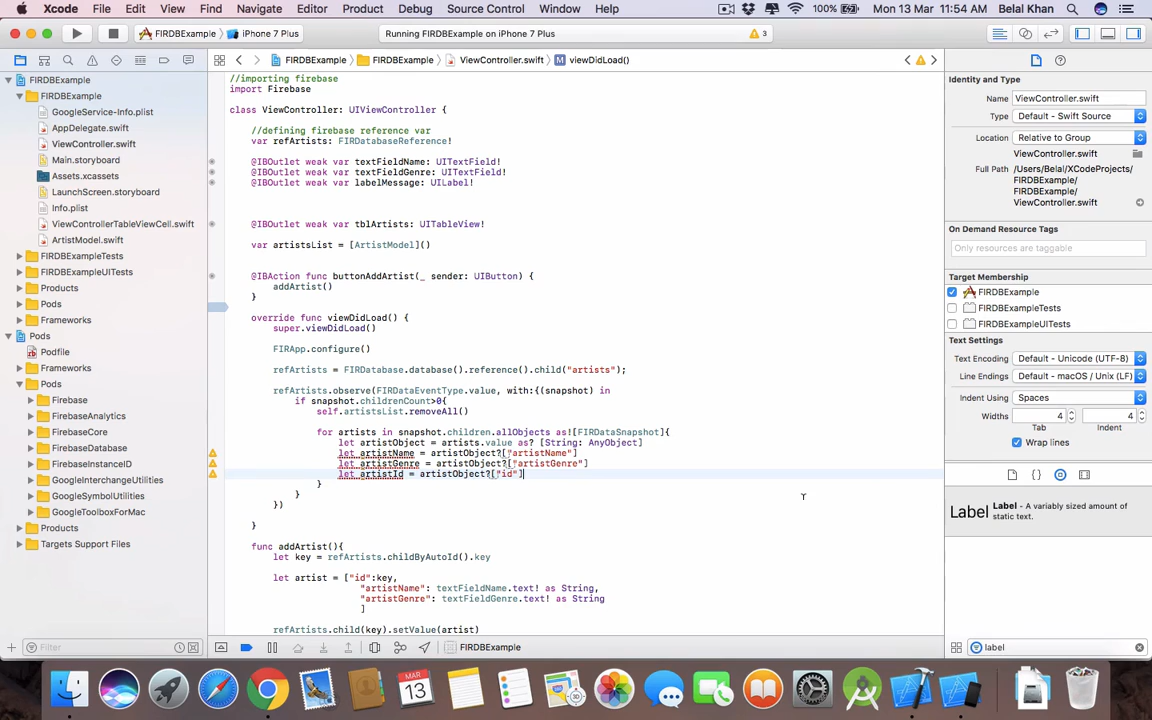 Xcode File Edit View Find Navigate Editor Product Debug Source Control Window Help 100% Mon 13 Mar 11:54 AM Belal Khan
FIRDBExample iPhone 7 Plus Running FIRDBExample on iPhone 7 Plus 3
FIRDBExample FIRDBExample ViewController.swift M viewDidLoad()
FIRDBExample
FIRDBExample
GoogleService-Info.plist
AppDelegate.swift
ViewController.swift
Main.storyboard
Assets.xcassets
LaunchScreen.storyboard
Info.plist
ViewControllerTableViewCell.swift
ArtistModel.swift
FIRDBExampleTests
FIRDBExampleUITests
Products
Pods
Frameworks
Pods
Podfile
Frameworks
Pods
Firebase
FirebaseAnalytics
FirebaseCore
FirebaseDatabase
FirebaseInstanceID
GoogleInterchangeUtilities
GoogleSymbolUtilities
GoogleToolboxForMac
Products
Targets Support Files
Filter
//importing firebase
import Firebase
class ViewController: UIViewController {
//defining firebase reference var
var refArtists: FIRDatabaseReference!
@IBOutlet weak var textFieldName: UITextField!
@IBOutlet weak var textFieldGenre: UITextField!
@IBOutlet weak var labelMessage: UILabel!
@IBOutlet weak var tblArtists: UITableView!
var artistsList = [ArtistModel]()
@IBAction func buttonAddArtist(_ sender: UIButton) {
addArtist()
}
override func viewDidLoad() {
super.viewDidLoad()
FIRApp.configure()
refArtists = FIRDatabase.database().reference().child("artists");
refArtists.observe(FIRDataEventType.value, with:{(snapshot) in
if snapshot.childrenCount>0{
self.artistsList.removeAll()
for artists in snapshot.children.allObjects as![FIRDataSnapshot]{
let artistObject = artists.value as? [String: AnyObject]
let artistName = artistObject?["artistName"]
let artistGenre = artistObject?["artistGenre"]
let artistId = artistObject?["id"]
}
}
})
}
func addArtist(){
let key = refArtists.childByAutoId().key
let artist = ["id":key,
"artistName": textFieldName.text! as String,
"artistGenre": textFieldGenre.text! as String
]
refArtists.child(key).setValue(artist)
FIRDBExample
Identity and Type
Name ViewController.swift
Type Default - Swift Source
Location Relative to Group
ViewController.swift
Full Path /Users/Belal/XCodeProjects/
FIRDBExample/
FIRDBExample/
ViewController.swift
On Demand Resource Tags
Only resources are taggable
Target Membership
FIRDBExample
FIRDBExampleTests
FIRDBExampleUITests
Text Settings
Text Encoding Default - Unicode (UTF-8)
Line Endings Default - macOS / Unix (LF)
Indent Using Spaces
Widths 4 4
Tab Indent
Wrap lines
Label Label - A variably sized amount of
static text.
label
MAR
13